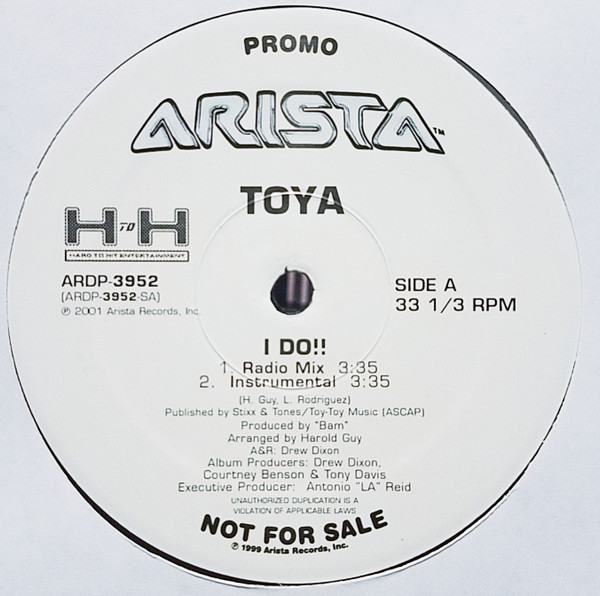 PROMO
ARISTA™
TOYA
H TO H
HARD TO HIT ENTERTAINMENT
ARDP-3952
(ARDP-3952-SA)
℗ 2001 Arista Records, Inc.
SIDE A
33 1/3 RPM
I DO!!
1. Radio Mix 3:35
2. Instrumental 3:35
(H. Guy, L. Rodriguez)
Published by Stixx & Tones/Toy-Toy Music (ASCAP)
Produced by "Bam"
Arranged by Harold Guy
A&R: Drew Dixon
Album Producers: Drew Dixon,
Courtney Benson & Tony Davis
Executive Producer: Antonio "LA" Reid
UNAUTHORIZED DUPLICATION IS A
VIOLATION OF APPLICABLE LAWS
NOT FOR SALE
℗ 1999 Arista Records, Inc.